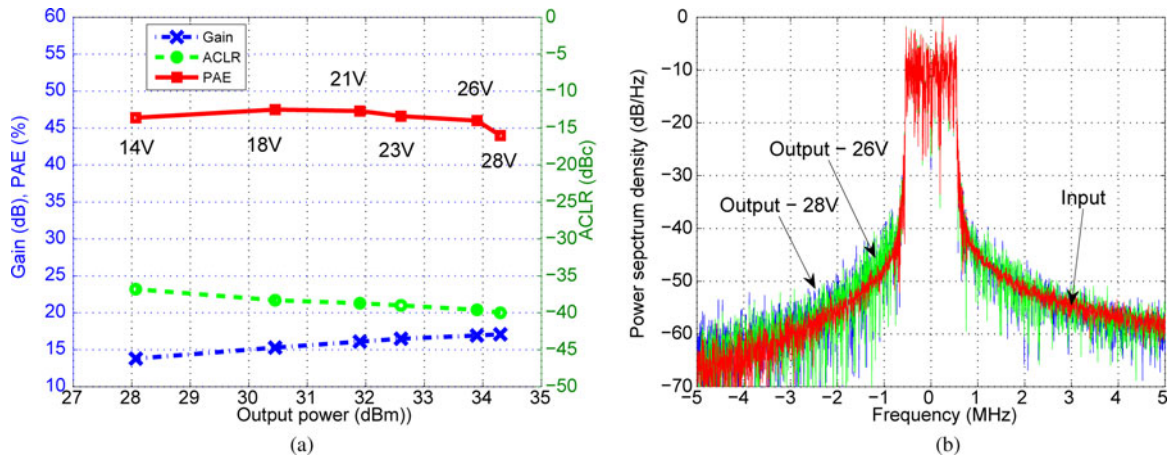 60
55
50
45
40
35
30
25
20
15
10
Gain (dB), PAE (%)
Gain
ACLR
PAE
14V
18V
21V
23V
26V
28V
0
−5
−10
−15
−20
−25
−30
−35
−40
−45
−50
ACLR (dBc)
27 28 29 30 31 32 33 34 35
Output power (dBm))
(a)
0
−10
−20
−30
−40
−50
−60
−70
Power sepctrum density (dB/Hz)
Output − 26V
Output − 28V
Input
−5 −4 −3 −2 −1 0 1 2 3 4 5
Frequency (MHz)
(b)